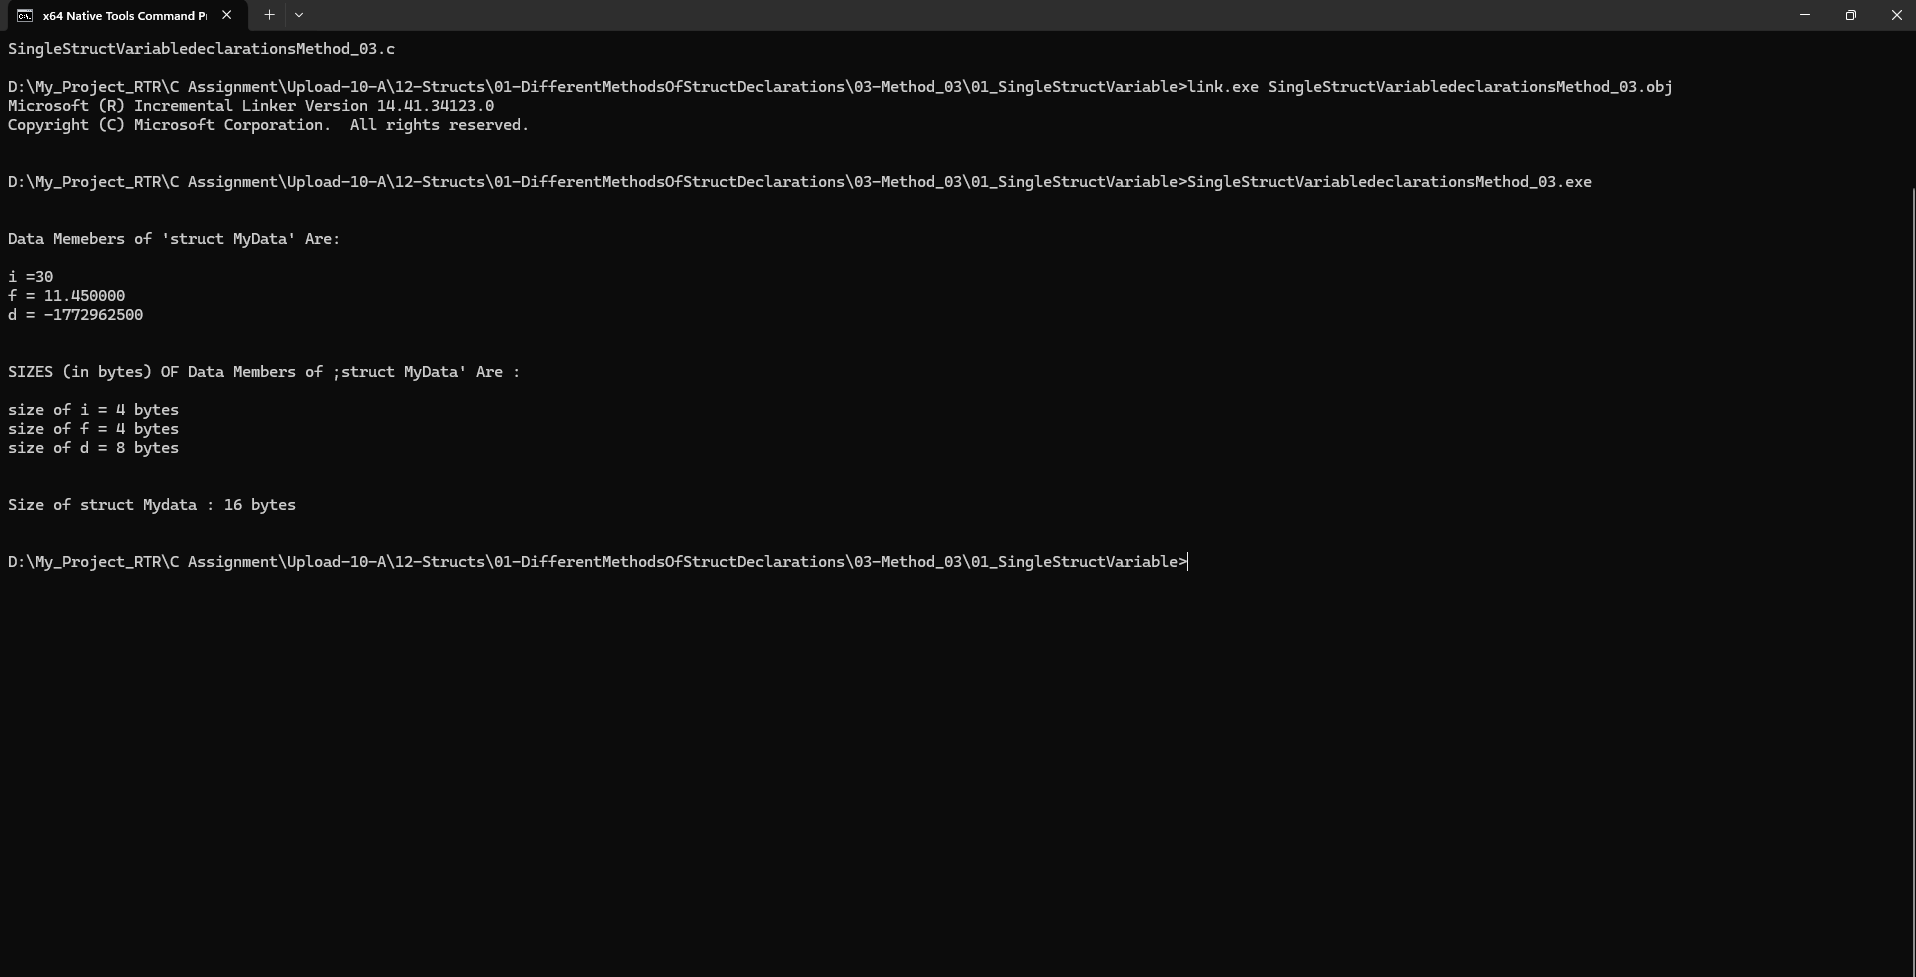 x64 Native Tools Command P
SingleStructVariabledeclarationsMethod_03.c
D:\My_Project_RTR\C Assignment\Upload-10-A\12-Structs\01-DifferentMethodsOfStructDeclarations\03-Method_03\01_SingleStructVariable>link.exe SingleStructVariabledeclarationsMethod_03.obj
Microsoft (R) Incremental Linker Version 14.41.34123.0
Copyright (C) Microsoft Corporation.  All rights reserved.
D:\My_Project_RTR\C Assignment\Upload-10-A\12-Structs\01-DifferentMethodsOfStructDeclarations\03-Method_03\01_SingleStructVariable>SingleStructVariabledeclarationsMethod_03.exe
Data Memebers of 'struct MyData' Are:
i =30
f = 11.450000
d = -1772962500
SIZES (in bytes) OF Data Members of ;struct MyData' Are :
size of i = 4 bytes
size of f = 4 bytes
size of d = 8 bytes
Size of struct Mydata : 16 bytes
D:\My_Project_RTR\C Assignment\Upload-10-A\12-Structs\01-DifferentMethodsOfStructDeclarations\03-Method_03\01_SingleStructVariable>